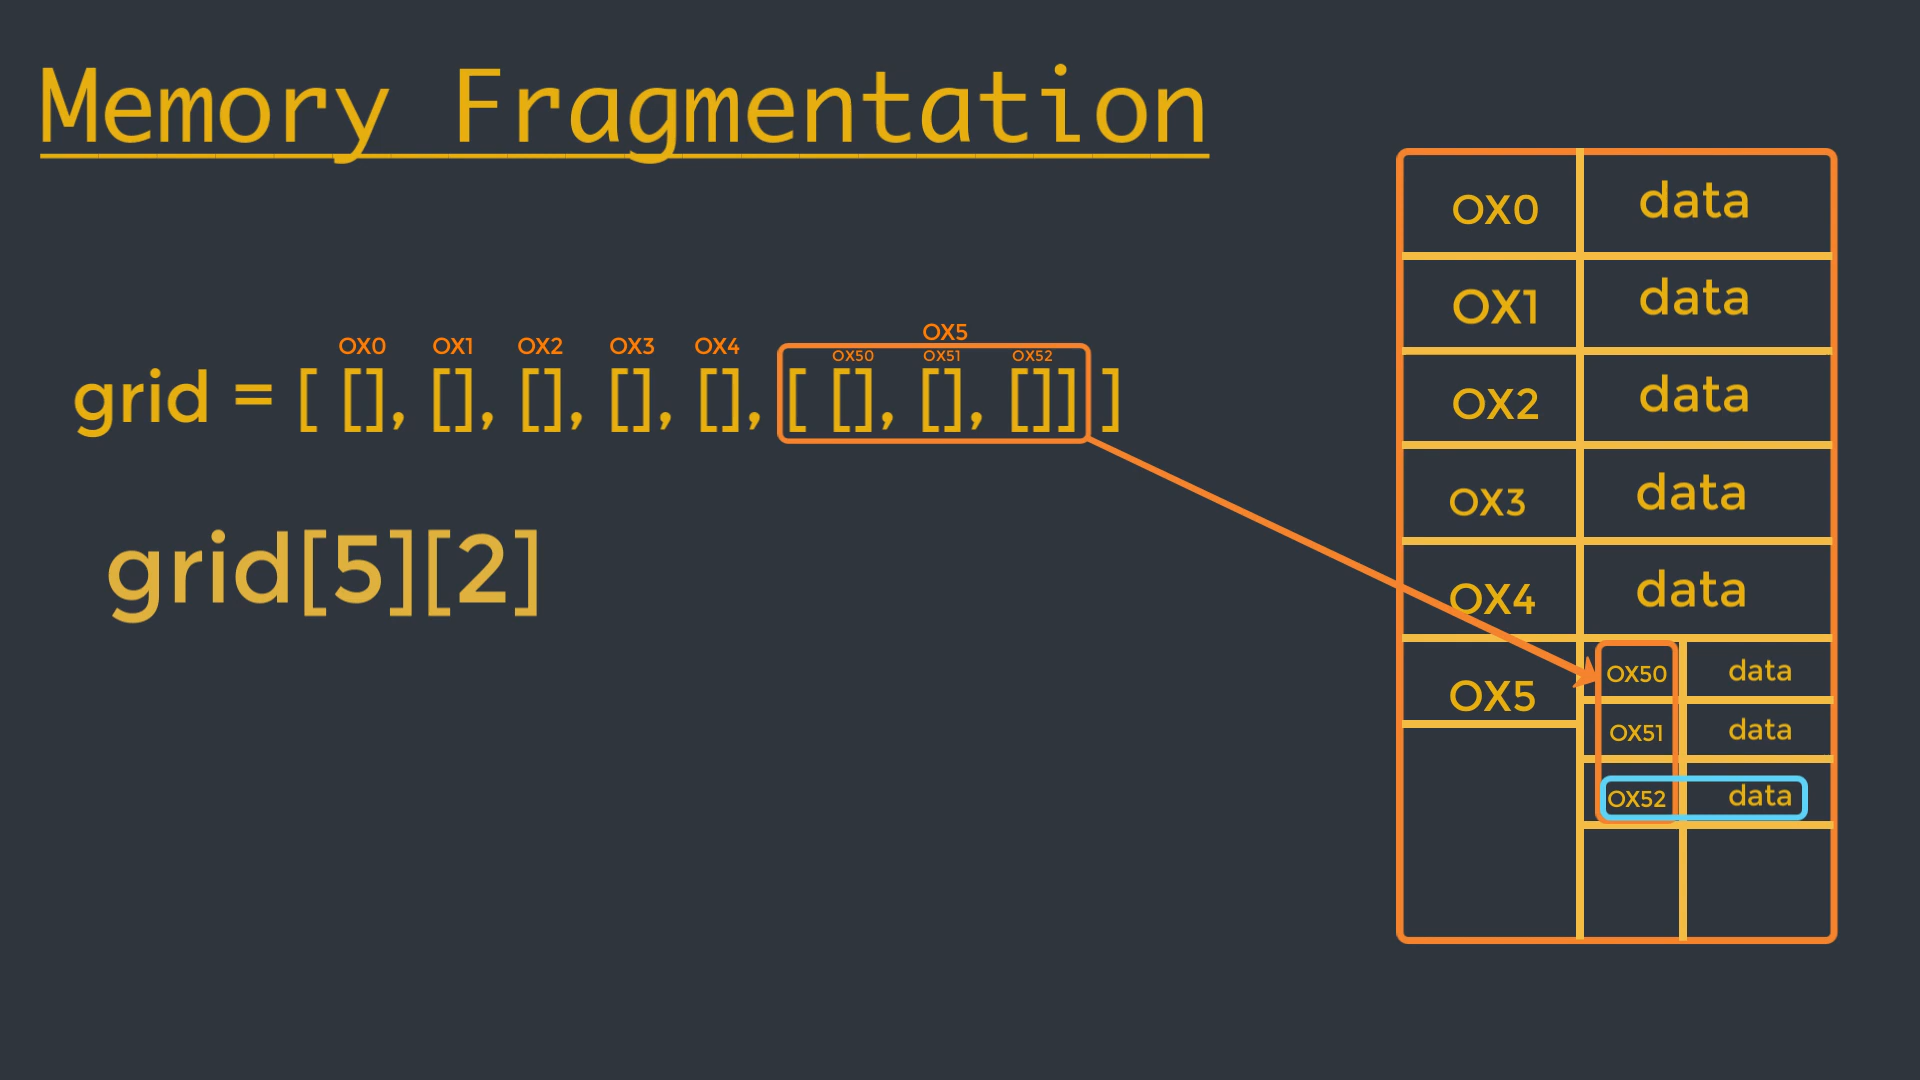 Memory Fragmentation
OX0 OX1 OX2 OX3 OX4 OX5
OX50 OX51 OX52
grid = [ [], [], [], [], [], [ [], [], []] ]
grid[5][2]
OX0 data
OX1 data
OX2 data
OX3 data
OX4 data
OX5
OX50 data
OX51 data
OX52 data